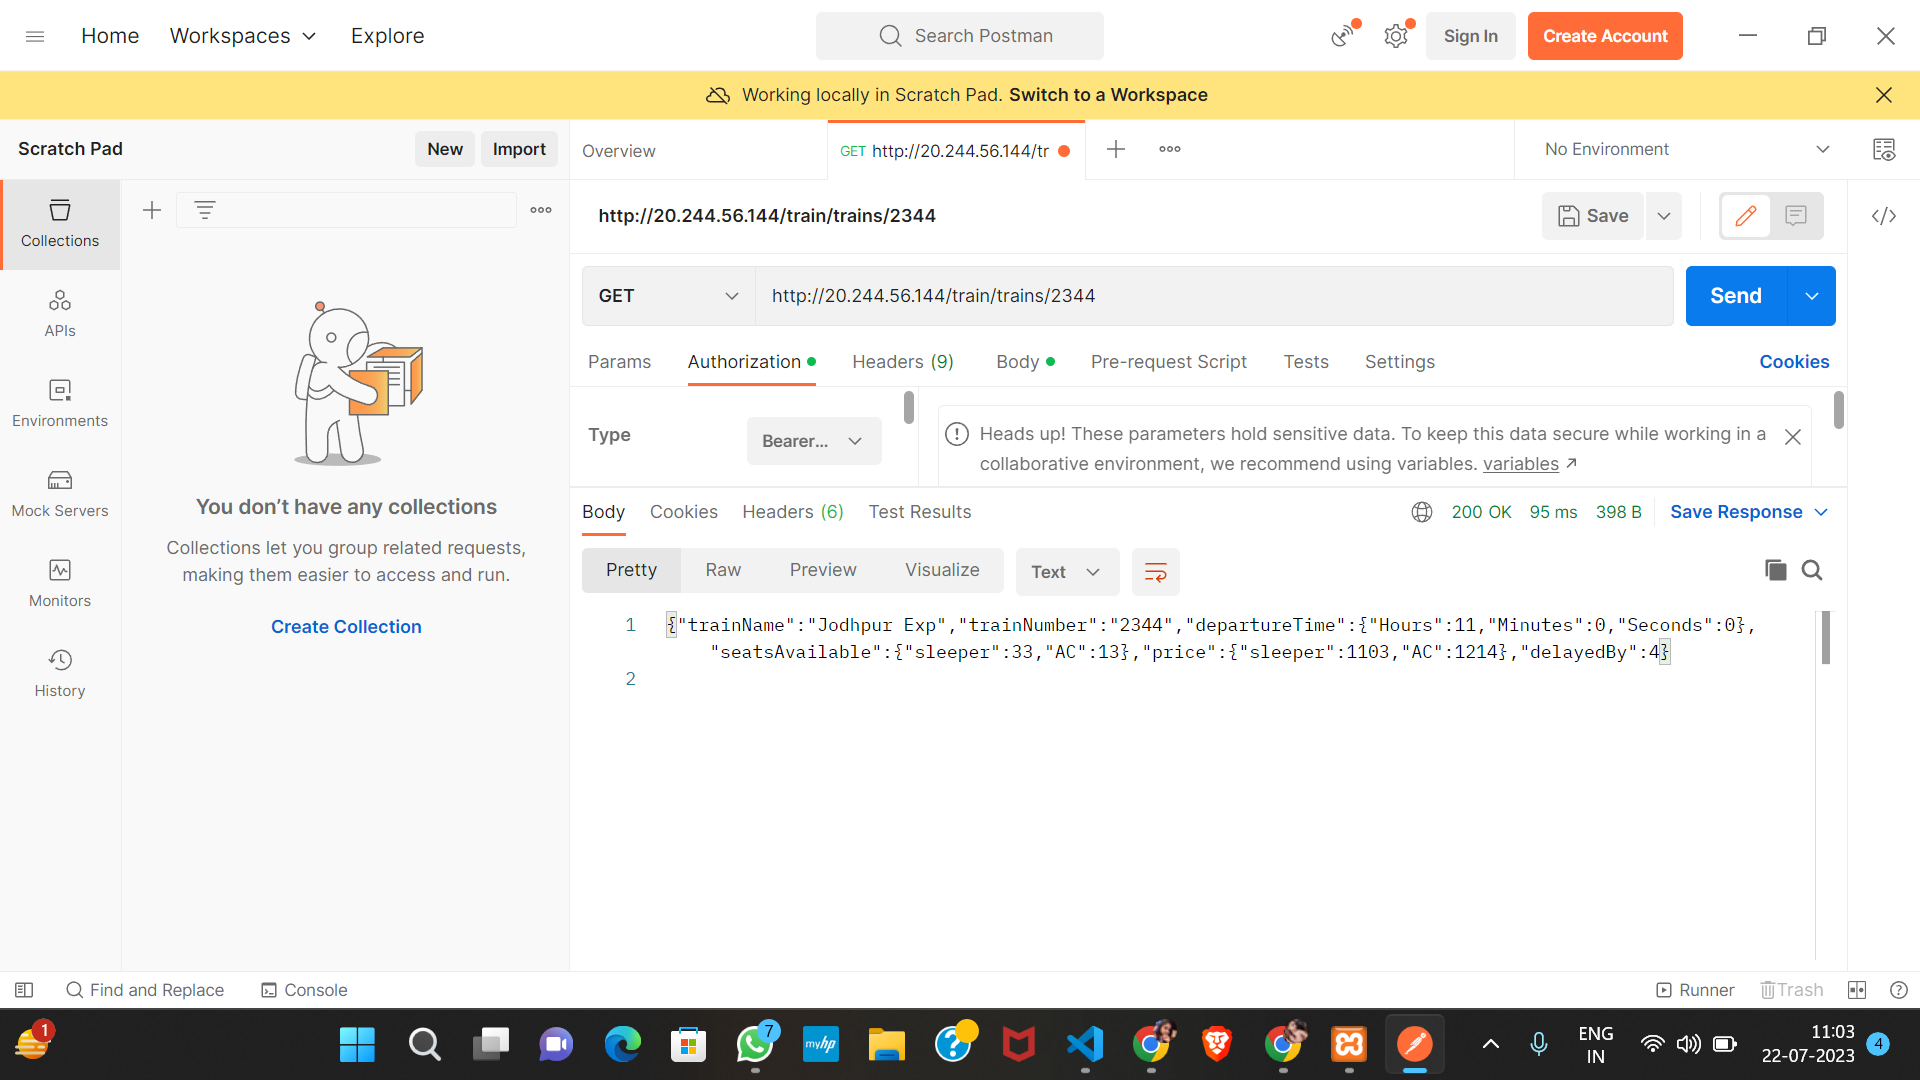 Home
Workspaces
Explore
Search Postman
Sign In
Create Account
Working locally in Scratch Pad. Switch to a Workspace
Scratch Pad
New
Import
Overview
GET http://20.244.56.144/tr
No Environment
Collections
APIs
Environments
Mock Servers
Monitors
History
You don’t have any collections
Collections let you group related requests,
making them easier to access and run.
Create Collection
http://20.244.56.144/train/trains/2344
Save
GET
http://20.244.56.144/train/trains/2344
Send
Params
Authorization
Headers (9)
Body
Pre-request Script
Tests
Settings
Cookies
Type
Bearer...
Heads up! These parameters hold sensitive data. To keep this data secure while working in a
collaborative environment, we recommend using variables. variables
Body
Cookies
Headers (6)
Test Results
200 OK
95 ms
398 B
Save Response
Pretty
Raw
Preview
Visualize
Text
1 {"trainName":"Jodhpur Exp","trainNumber":"2344","departureTime":{"Hours":11,"Minutes":0,"Seconds":0},
"seatsAvailable":{"sleeper":33,"AC":13},"price":{"sleeper":1103,"AC":1214},"delayedBy":4}
2
Find and Replace
Console
Runner
Trash
1
7
myhp
ENG
IN
11:03
22-07-2023
4